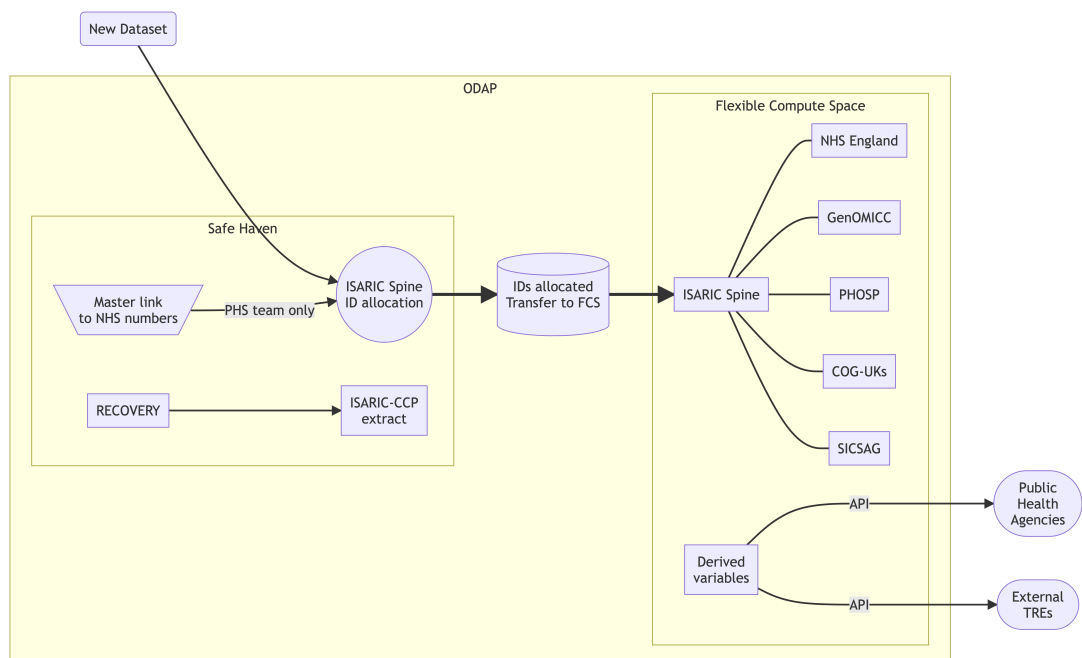 New Dataset
ODAP
Flexible Compute Space
NHS England
GenOMICC
Safe Haven
ISARIC Spine
ID allocation
IDs allocated
Transfer to FCS
ISARIC Spine
PHOSP
Master link
to NHS numbers
PHS team only
COG-UKs
RECOVERY
ISARIC-CCP
extract
SICSAG
API
Public
Health
Agencies
Derived
variables
API
External
TREs